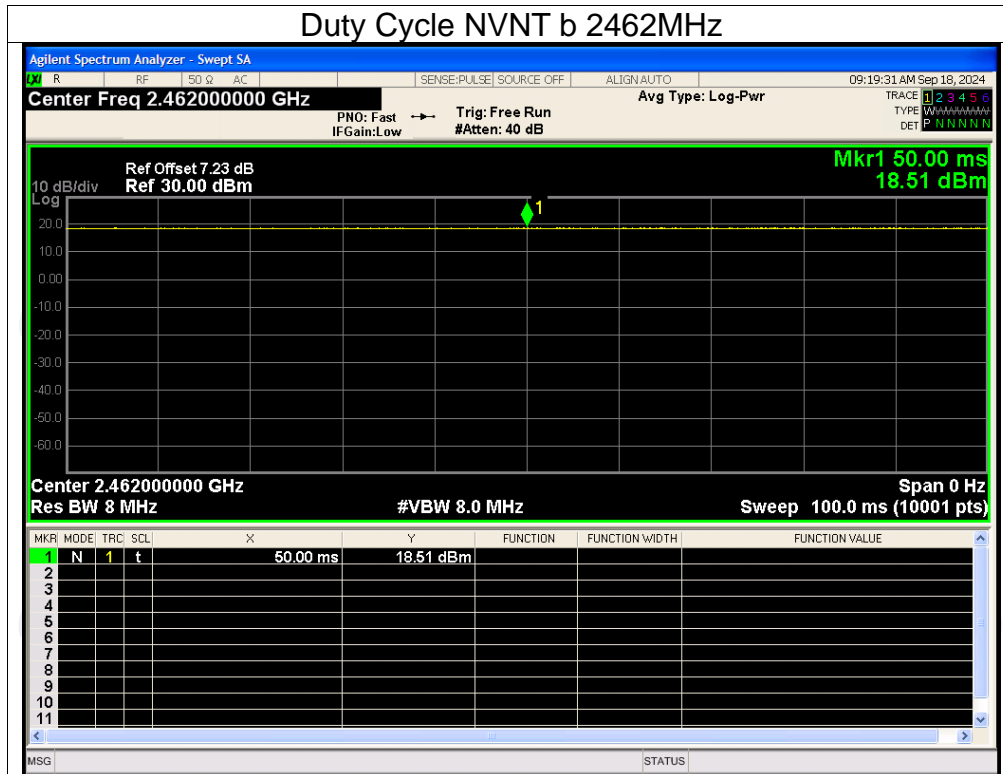 Duty Cycle NVNT b 2462MHz
Agilent Spectrum Analyzer - Swept SA
LXI R RF 50 Ω AC SENSE:PULSE SOURCE OFF ALIGN AUTO 09:19:31 AM Sep 18, 2024
Center Freq 2.462000000 GHz
PNO: Fast
IFGain:Low
Trig: Free Run
#Atten: 40 dB
Avg Type: Log-Pwr
TRACE 1 2 3 4 5 6
TYPE WWWWWW
DET P N N N N N
Mkr1 50.00 ms
18.51 dBm
Ref Offset 7.23 dB
10 dB/div Ref 30.00 dBm
Log
1
20.0
10.0
0.00
-10.0
-20.0
-30.0
-40.0
-50.0
-60.0
Center 2.462000000 GHz Span 0 Hz
Res BW 8 MHz #VBW 8.0 MHz Sweep 100.0 ms (10001 pts)
MKR MODE TRC SCL X Y FUNCTION FUNCTION WIDTH FUNCTION VALUE
1 N 1 t 50.00 ms 18.51 dBm
2
3
4
5
6
7
8
9
10
11
MSG STATUS